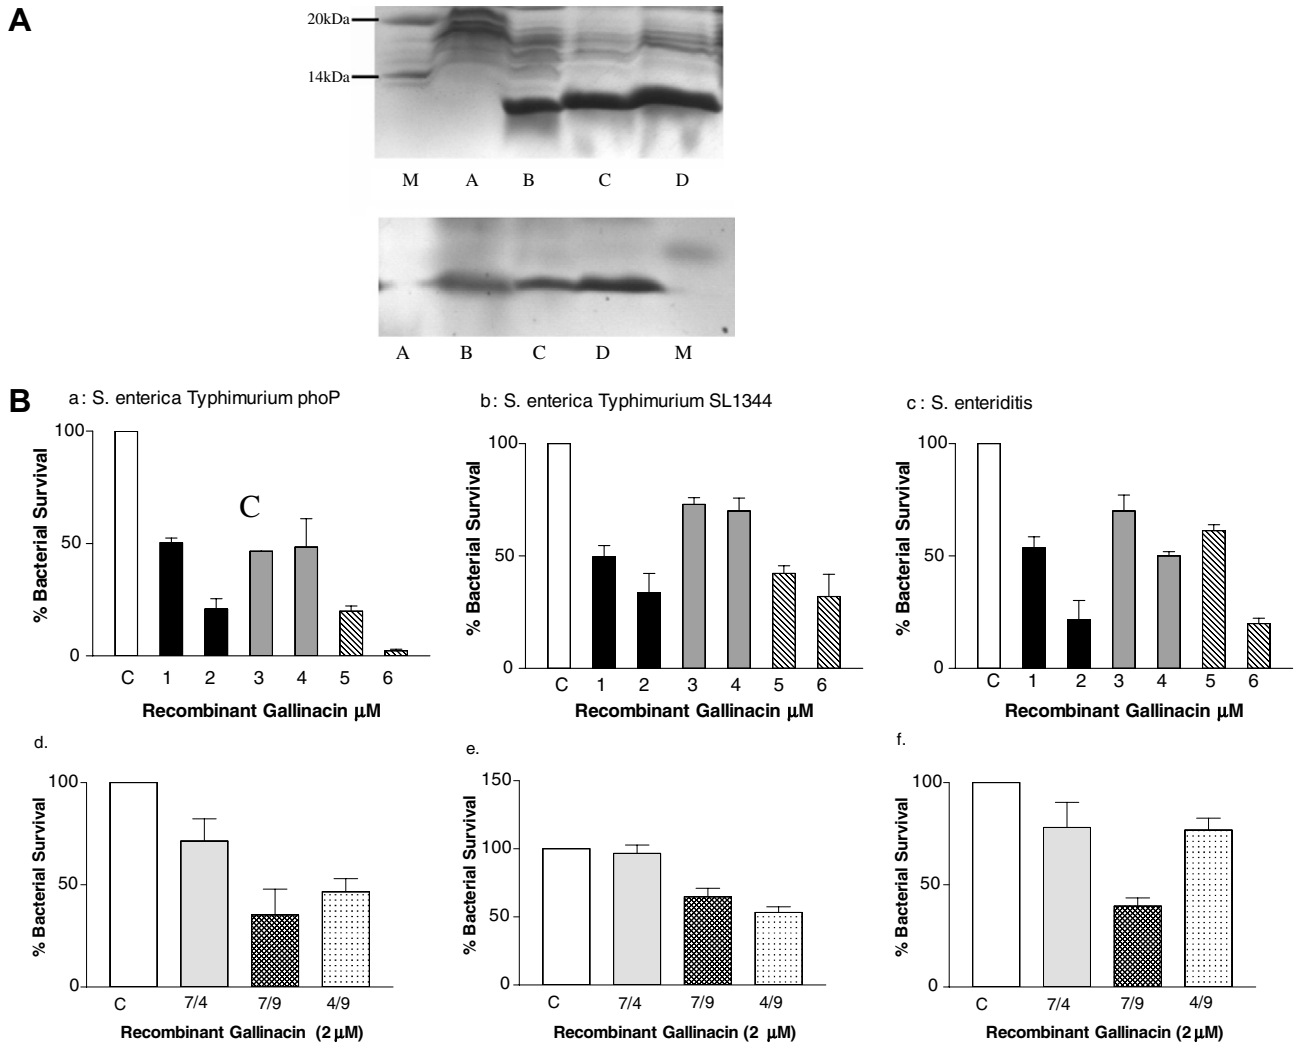 A
20kDa
14kDa
M A B C D
A B C D M
B
a: S. enterica Typhimurium phoP
% Bacterial Survival
100
50
0
C
C 1 2 3 4 5 6
Recombinant Gallinacin µM
b: S. enterica Typhimurium SL1344
% Bacterial Survival
100
50
0
C 1 2 3 4 5 6
Recombinant Gallinacin µM
c: S. enteriditis
% Bacterial Survival
100
50
0
C 1 2 3 4 5 6
Recombinant Gallinacin µM
d.
% Bacterial Survival
100
50
0
C 7/4 7/9 4/9
Recombinant Gallinacin (2 µM)
e.
% Bacterial Survival
150
100
50
0
C 7/4 7/9 4/9
Recombinant Gallinacin (2 µM)
f.
% Bacterial Survival
100
50
0
C 7/4 7/9 4/9
Recombinant Gallinacin (2 µM)